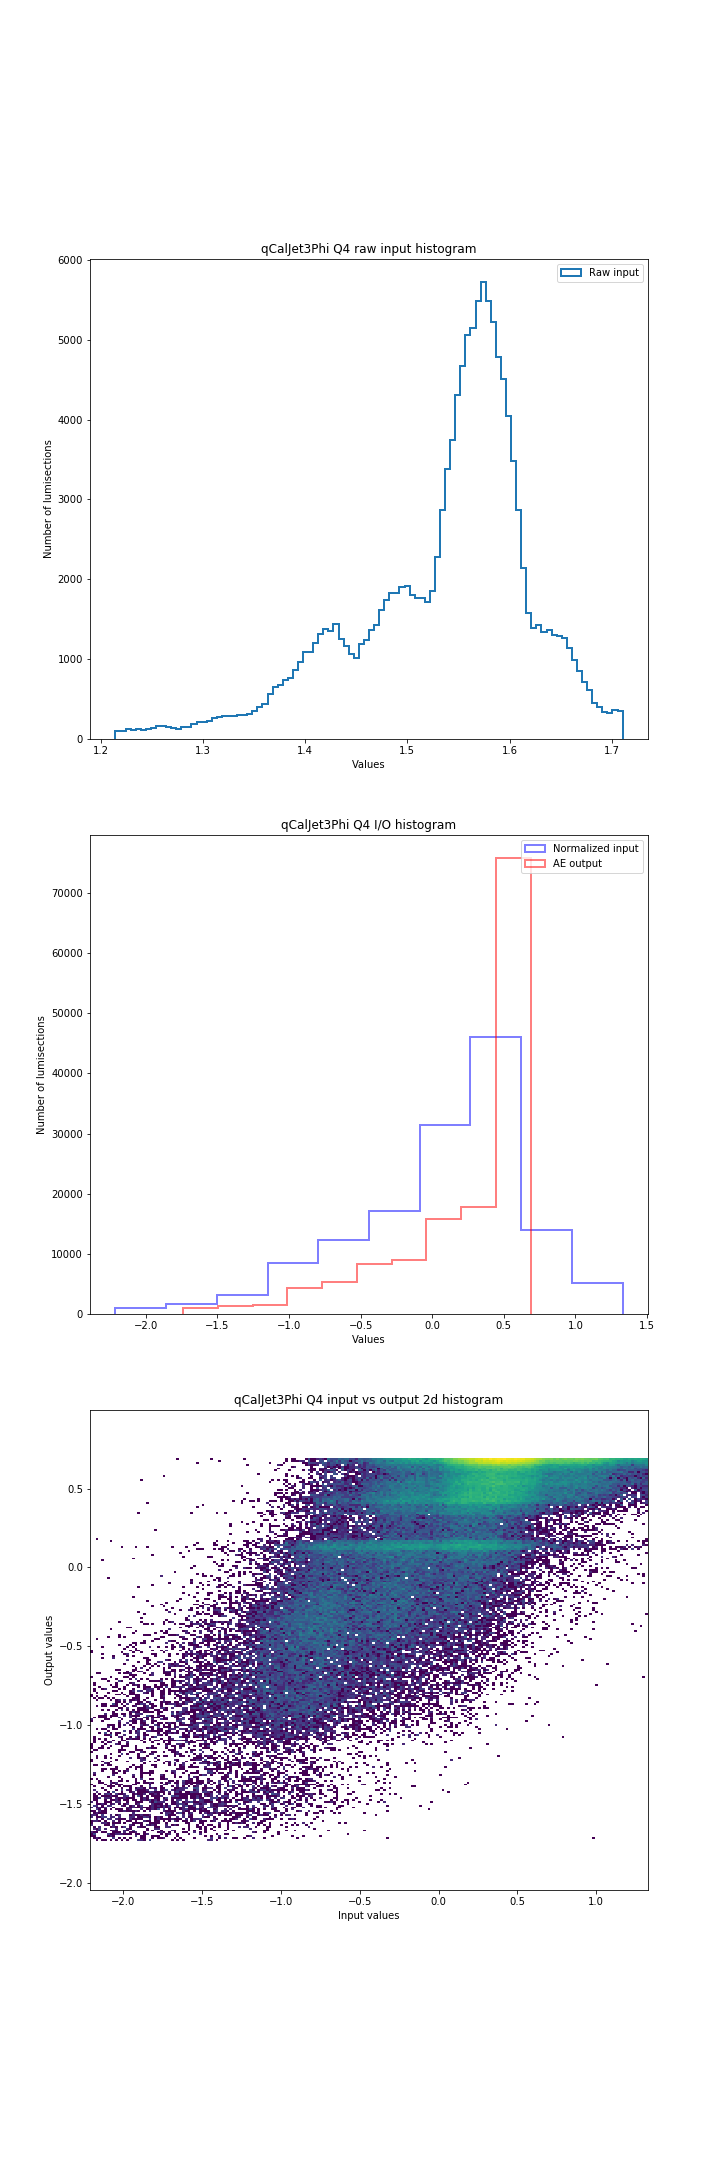 qCalJet3Phi Q4 raw input histogram
6000
5000
4000
3000
2000
1000
0
Number of lumisections
Raw input
1.2 1.3 1.4 1.5 1.6 1.7
Values
qCalJet3Phi Q4 I/O histogram
Normalized input
AE output
70000
60000
50000
40000
30000
20000
10000
0
Number of lumisections
−2.0 −1.5 −1.0 −0.5 0.0 0.5 1.0 1.5
Values
qCalJet3Phi Q4 input vs output 2d histogram
0.5
0.0
−0.5
−1.0
−1.5
−2.0
Output values
−2.0 −1.5 −1.0 −0.5 0.0 0.5 1.0
Input values